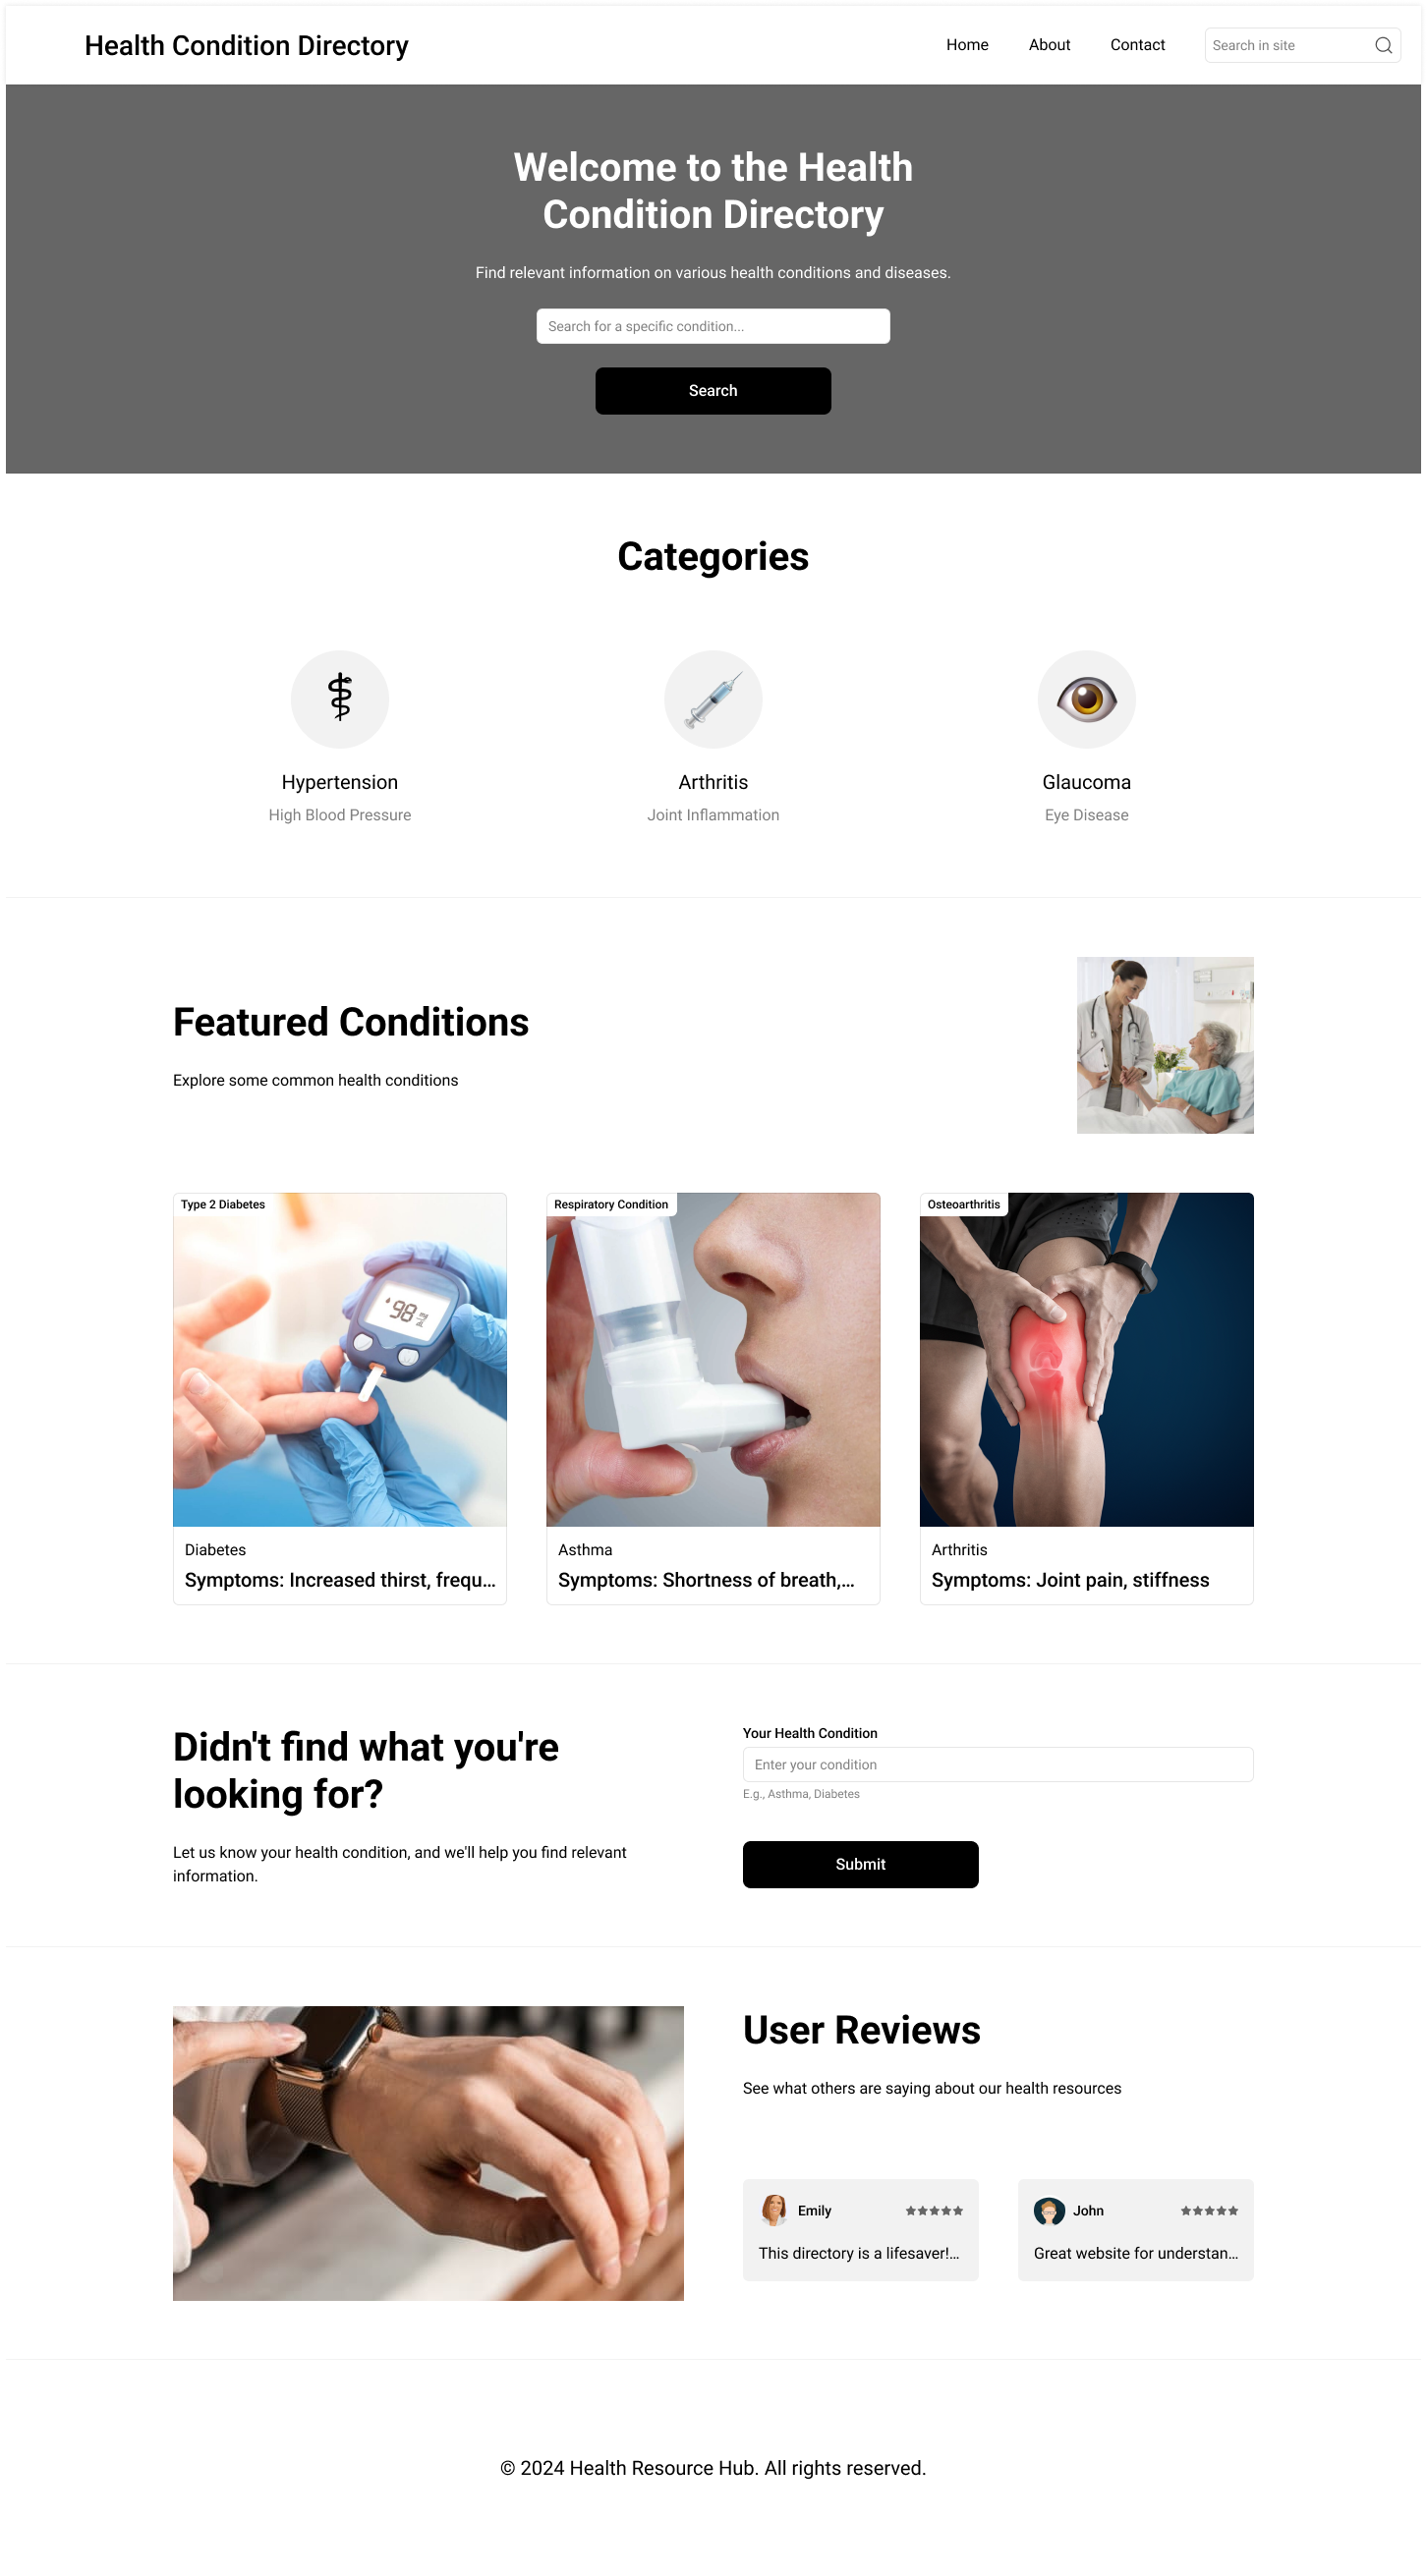 Health Condition Directory
Home
About
Contact
Search in site
Welcome to the Health
Condition Directory
Find relevant information on various health conditions and diseases.
Search for a specific condition...
Search
Categories
Hypertension
High Blood Pressure
Arthritis
Joint Inflammation
Glaucoma
Eye Disease
Featured Conditions
Explore some common health conditions
Type 2 Diabetes
98
Diabetes
Symptoms: Increased thirst, frequ...
Respiratory Condition
Asthma
Symptoms: Shortness of breath,...
Osteoarthritis
Arthritis
Symptoms: Joint pain, stiffness
Didn't find what you're
looking for?
Let us know your health condition, and we'll help you find relevant
information.
Your Health Condition
Enter your condition
E.g., Asthma, Diabetes
Submit
User Reviews
See what others are saying about our health resources
Emily
This directory is a lifesaver!...
John
Great website for understan...
© 2024 Health Resource Hub. All rights reserved.